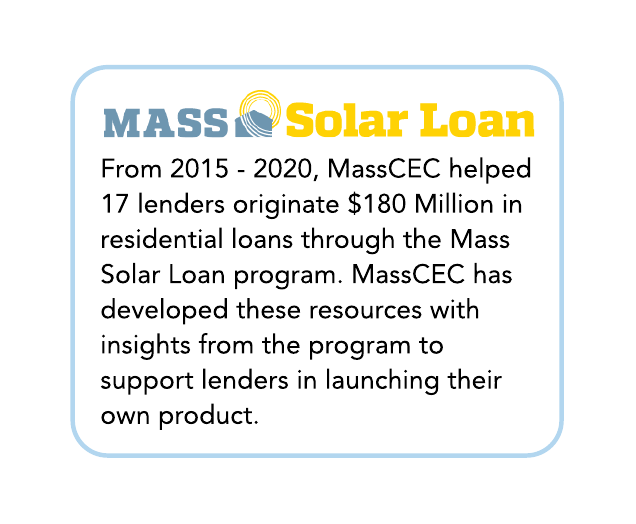 MASS Solar Loan
From 2015 - 2020, MassCEC helped
17 lenders originate $180 Million in
residential loans through the Mass
Solar Loan program. MassCEC has
developed these resources with
insights from the program to
support lenders in launching their
own product.